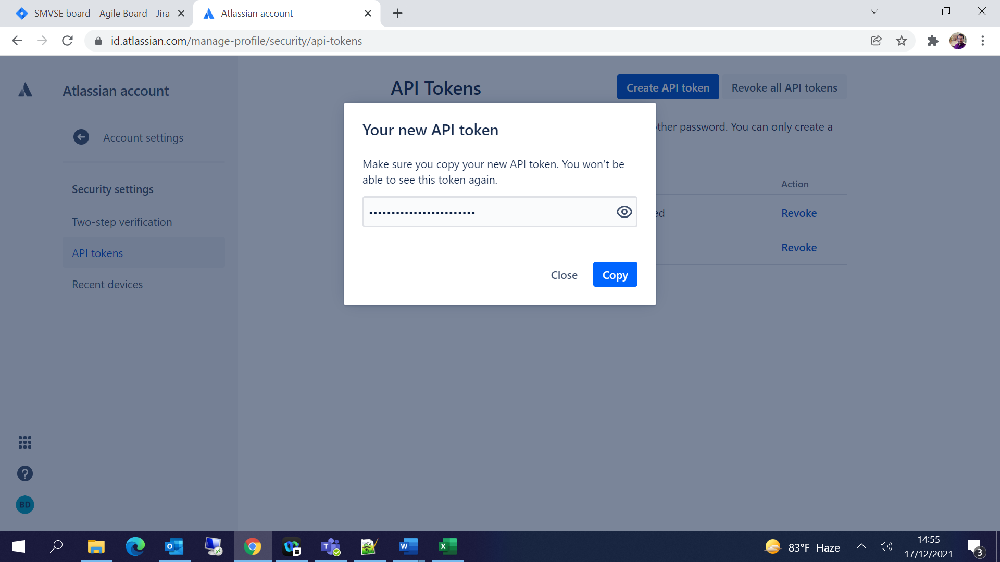 SMVSE board - Agile Board - Jira
Atlassian account
id.atlassian.com/manage-profile/security/api-tokens
Atlassian account
Account settings
Security settings
Two-step verification
API tokens
Recent devices
BD
API Tokens
Create API token
Revoke all API tokens
ther password. You can only create a
Action
ed
Revoke
Revoke
Your new API token
Make sure you copy your new API token. You won't be
able to see this token again.
••••••••••••••••••••••••
Close
Copy
83°F Haze
14:55
17/12/2021
3